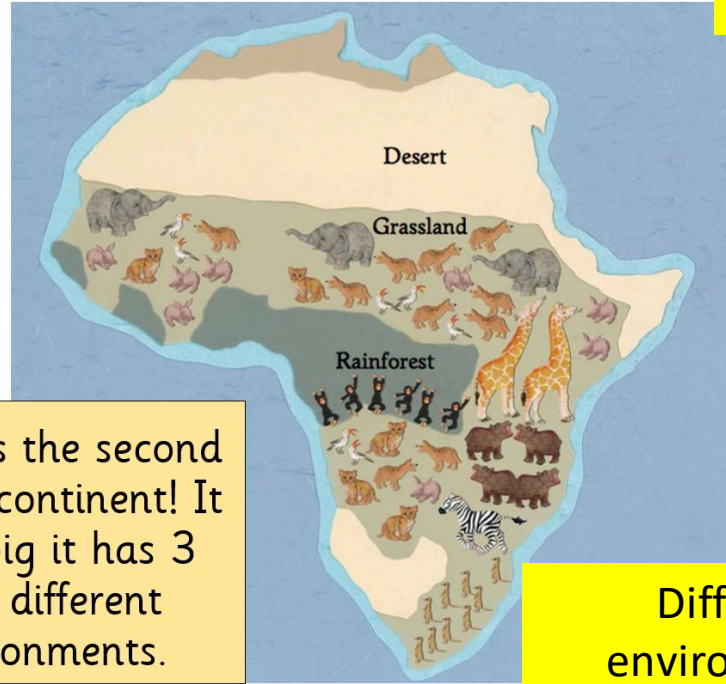 Desert
Grassland
Rainforest
s the second
continent! It
ig it has 3
different
onments.
Diff
enviro